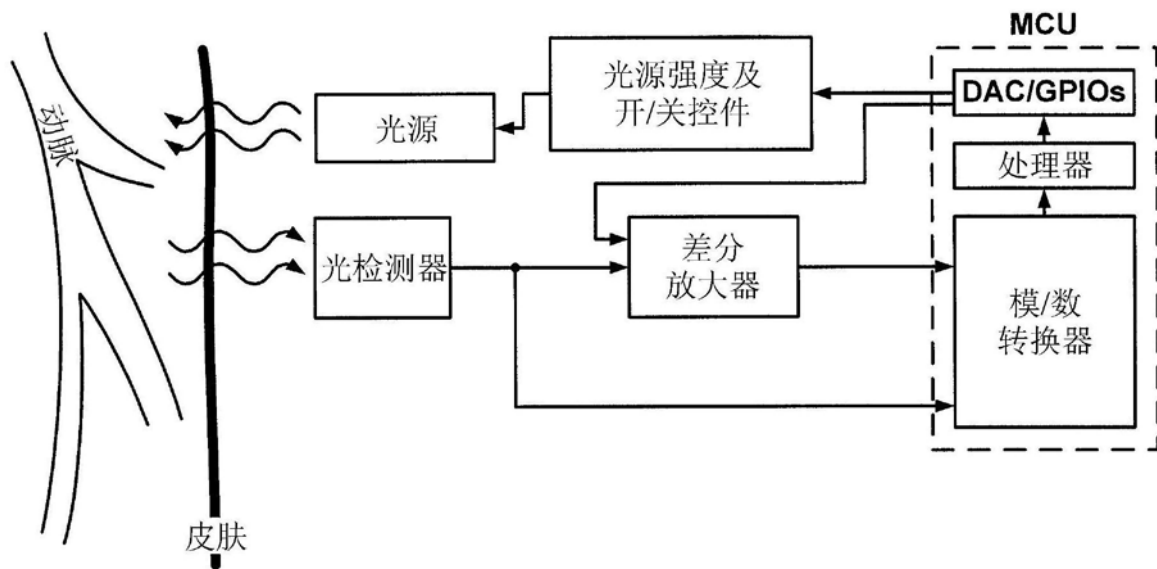 MCU
光源强度及
开/关控件
DAC/GPIOs
光源
处理器
动脉
光检测器
差分
放大器
模/数
转换器
皮肤